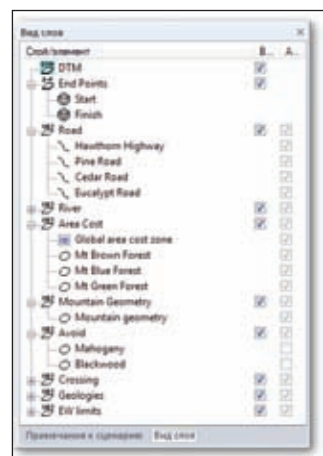 Вид слоя
Слой/элемент В... А...
DTM
End Points
Start
Finish
Road
Hawthorn Highway
Pine Road
Cedar Road
Eucalypt Road
River
Area Cost
Global area cost zone
Mt Brown Forest
Mt Blue Forest
Mt Green Forest
Mountain Geometry
Mountain geometry
Avoid
Mahogany
Blackwood
Crossing
Geologies
EW limits
Примечания к сценарию Вид слоя